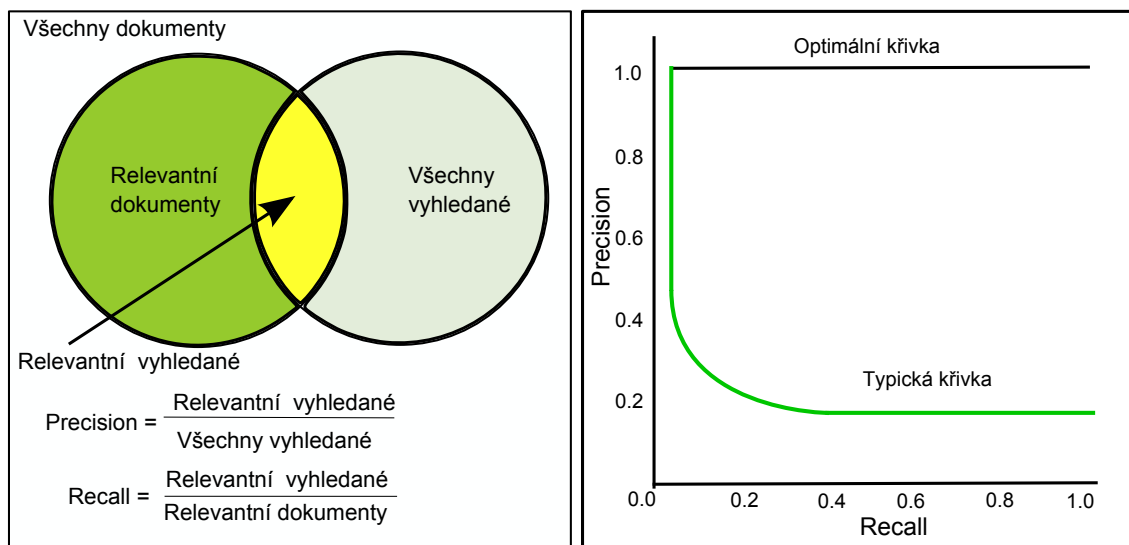 Všechny dokumenty
Relevantní
dokumenty
Všechny
vyhledané
Relevantní vyhledané
Precision =
Relevantní vyhledané
Všechny vyhledané
Recall =
Relevantní vyhledané
Relevantní dokumenty
Optimální křivka
1.0
0.8
Precision
0.6
0.4
Typická křivka
0.2
0.0
0.2
0.4
0.6
0.8
1.0
Recall